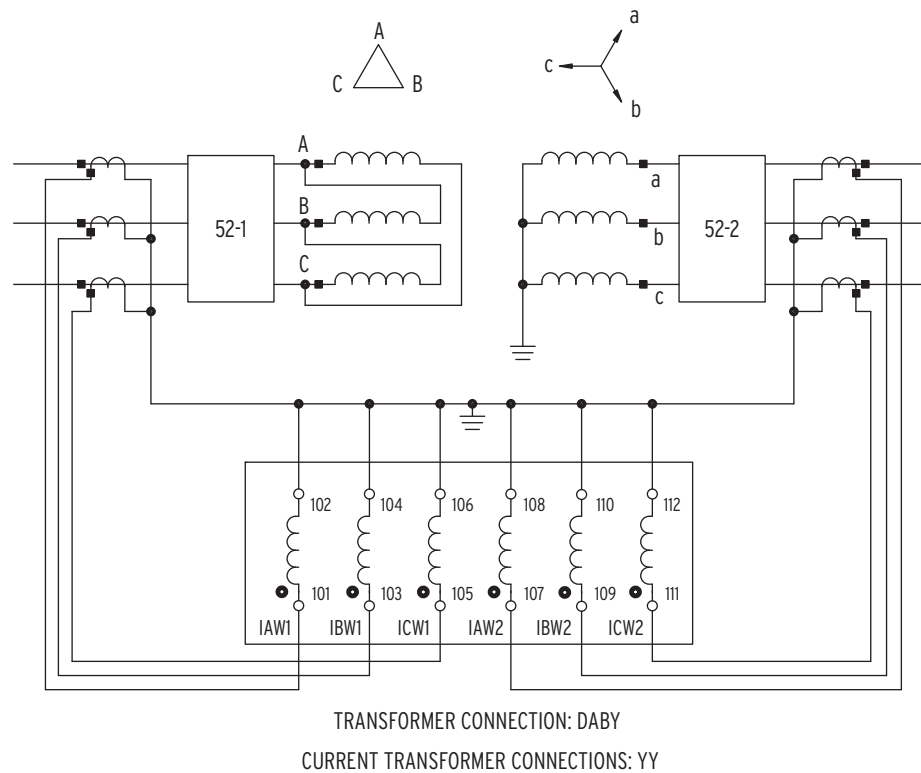 A
C B
a
c
b
A
B
C
52-1
a
b
c
52-2
102 104 106 108 110 112
101 103 105 107 109 111
IAW1 IBW1 ICW1 IAW2 IBW2 ICW2
TRANSFORMER CONNECTION: DABY
CURRENT TRANSFORMER CONNECTIONS: YY